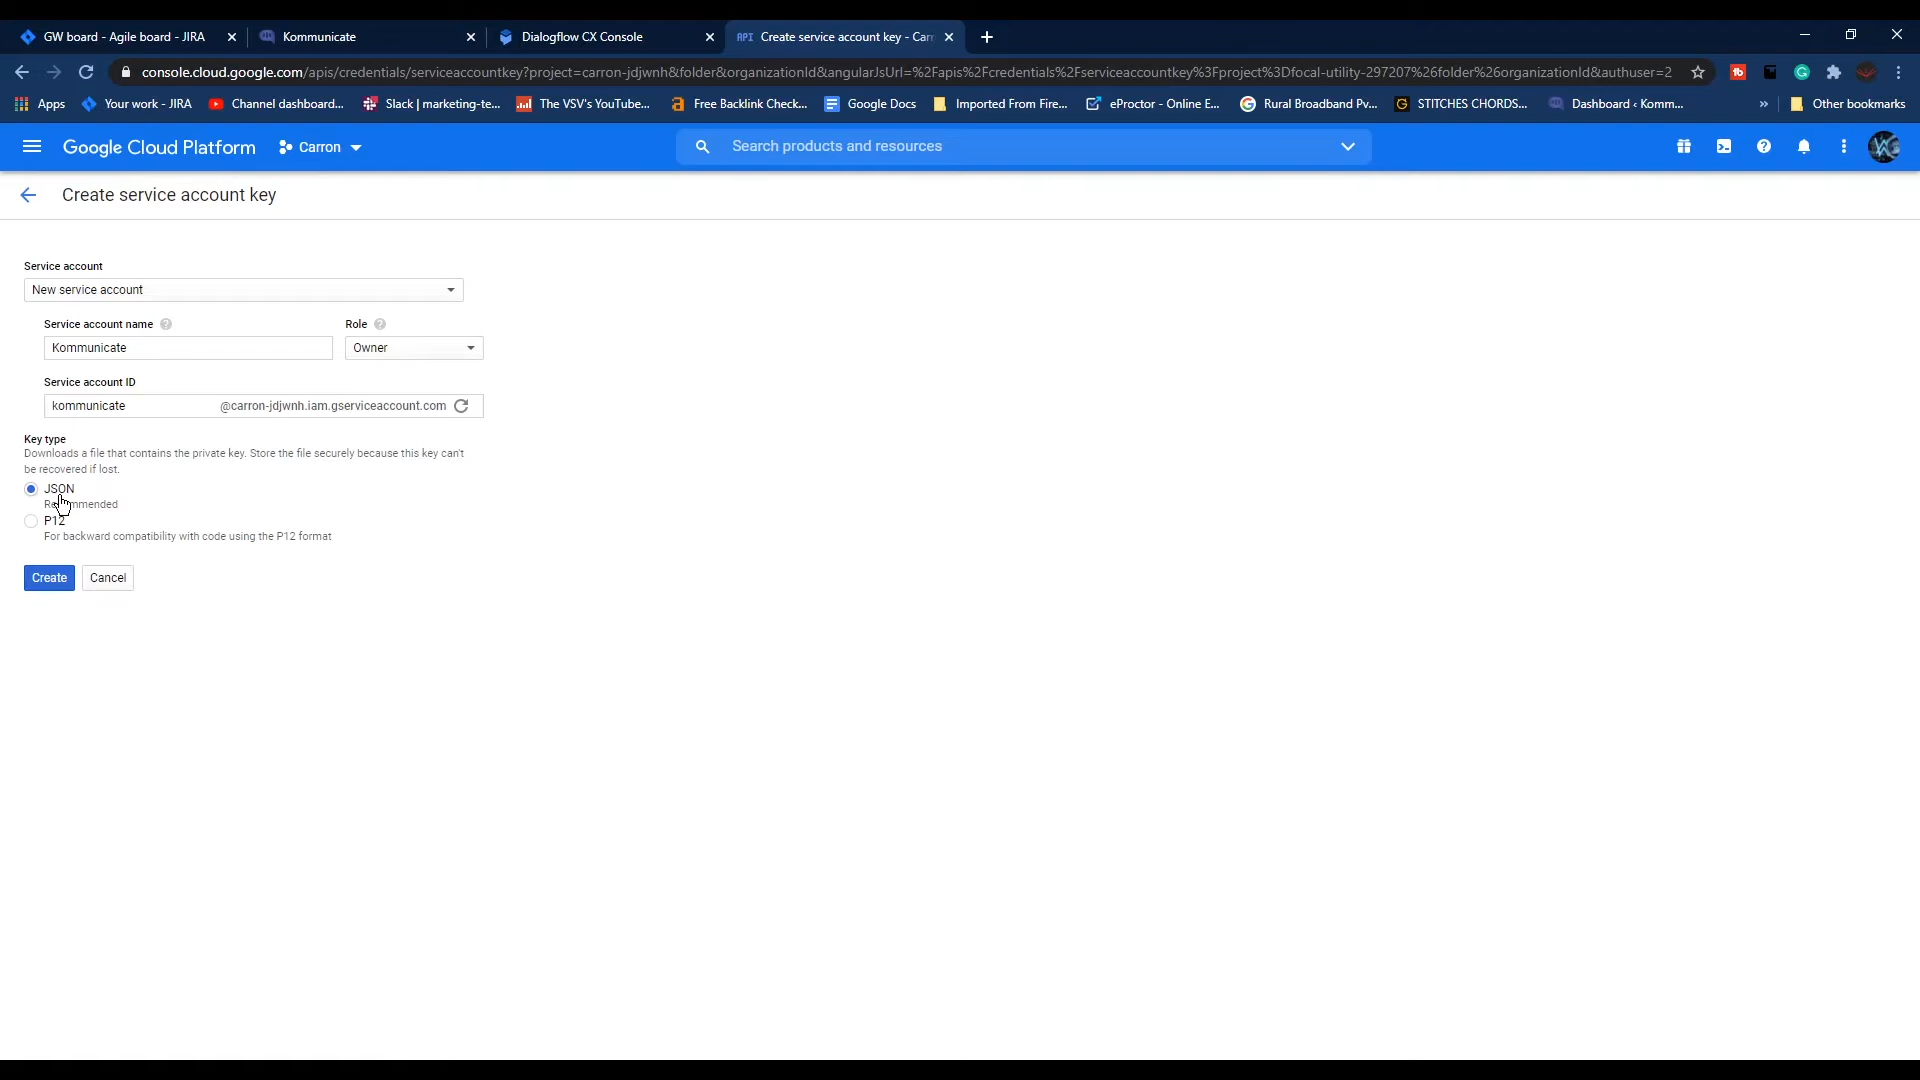 GW board - Agile board - JIRA
Kommunicate
Dialogflow CX Console
API Create service account key - Carr
console.cloud.google.com/apis/credentials/serviceaccountkey?project=carron-jdjwnh&folder&organizationId&angularJsUrl=%2Fapis%2Fcredentials%2Fserviceaccountkey%3Fproject%3Dfocal-utility-297207%26folder%26organizationId&authuser=2
Apps
Your work - JIRA
Channel dashboard...
Slack | marketing-te...
The VSV's YouTube...
Free Backlink Check...
Google Docs
Imported From Fire...
eProctor - Online E...
Rural Broadband Pv...
STITCHES CHORDS...
Dashboard ‹ Komm...
»
Other bookmarks
Google Cloud Platform
Carron
Search products and resources
Create service account key
Service account
New service account
Service account name
Role
Kommunicate
Owner
Service account ID
kommunicate @carron-jdjwnh.iam.gserviceaccount.com
Key type
Downloads a file that contains the private key. Store the file securely because this key can't
be recovered if lost.
JSON
Recommended
P12
For backward compatibility with code using the P12 format
Create
Cancel